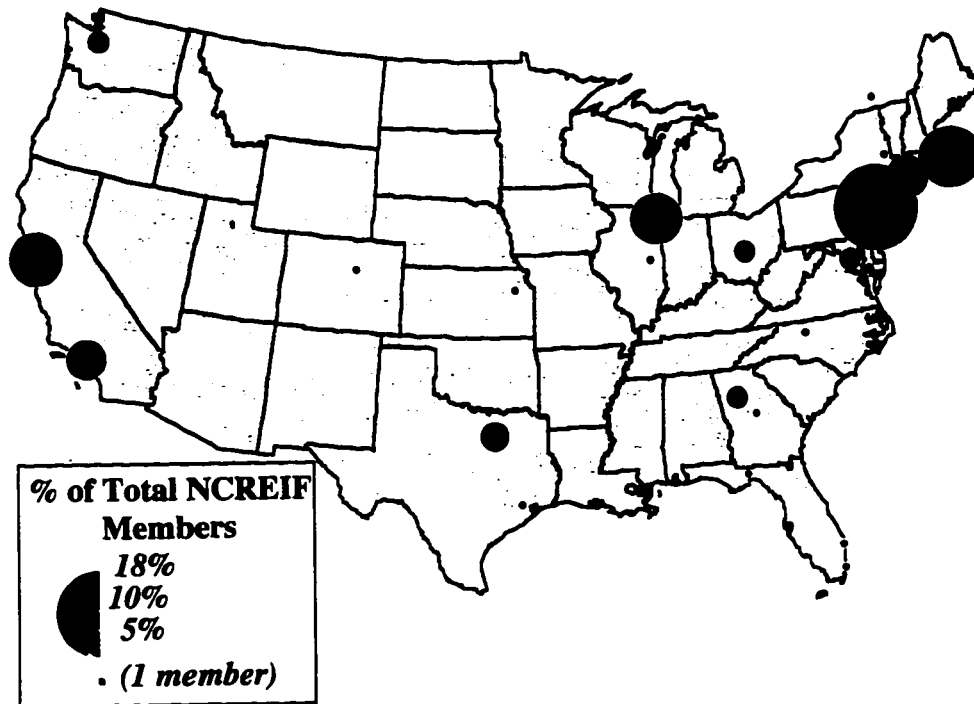 % of Total NCREIF
Members
18%
10%
5%
(1 member)